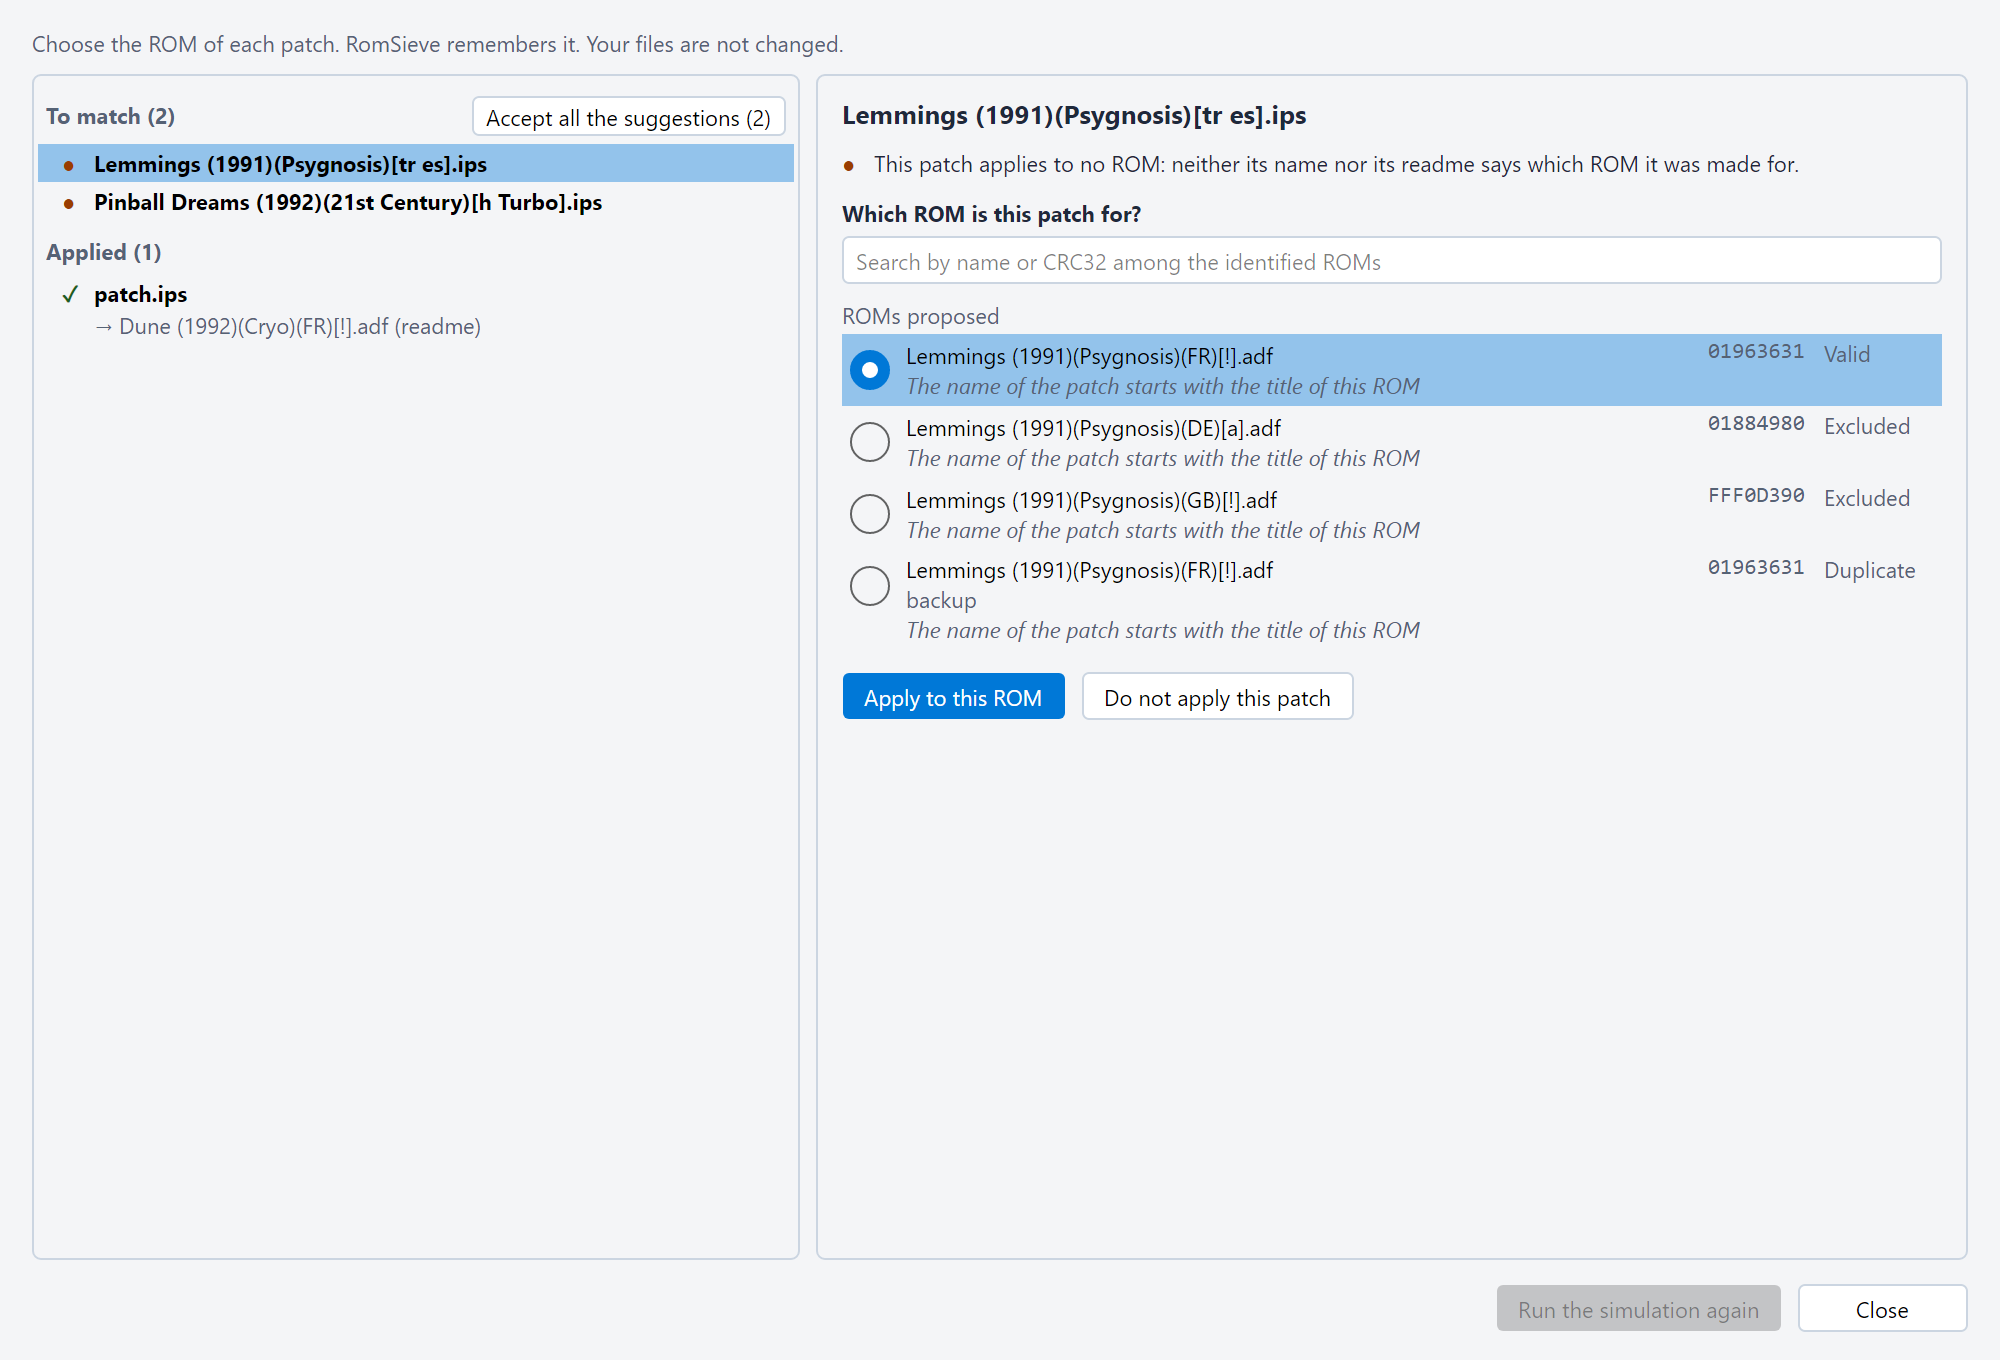 Choose the ROM of each patch. RomSieve remembers it. Your files are not changed.
To match (2)
Accept all the suggestions (2)
Lemmings (1991)(Psygnosis)[tr es].ips
Pinball Dreams (1992)(21st Century)[h Turbo].ips
Applied (1)
✓ patch.ips
→ Dune (1992)(Cryo)(FR)[!].adf (readme)
Lemmings (1991)(Psygnosis)[tr es].ips
This patch applies to no ROM: neither its name nor its readme says which ROM it was made for.
Which ROM is this patch for?
Search by name or CRC32 among the identified ROMs
ROMs proposed
Lemmings (1991)(Psygnosis)(FR)[!].adf 01963631 Valid
The name of the patch starts with the title of this ROM
Lemmings (1991)(Psygnosis)(DE)[a].adf 01884980 Excluded
The name of the patch starts with the title of this ROM
Lemmings (1991)(Psygnosis)(GB)[!].adf FFF0D390 Excluded
The name of the patch starts with the title of this ROM
Lemmings (1991)(Psygnosis)(FR)[!].adf 01963631 Duplicate
backup
The name of the patch starts with the title of this ROM
Apply to this ROM
Do not apply this patch
Run the simulation again
Close